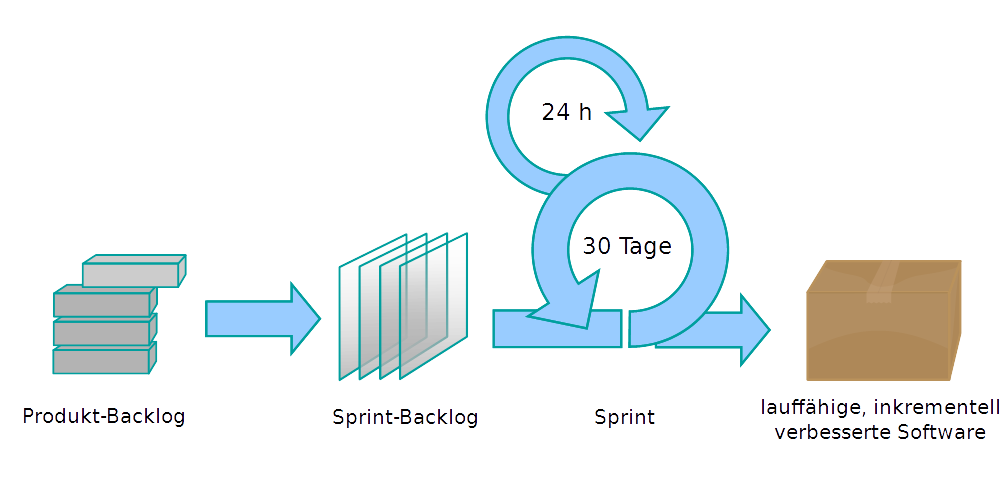 24 h
30 Tage
Produkt-Backlog
Sprint-Backlog
Sprint
lauffähige, inkrementell
verbesserte Software